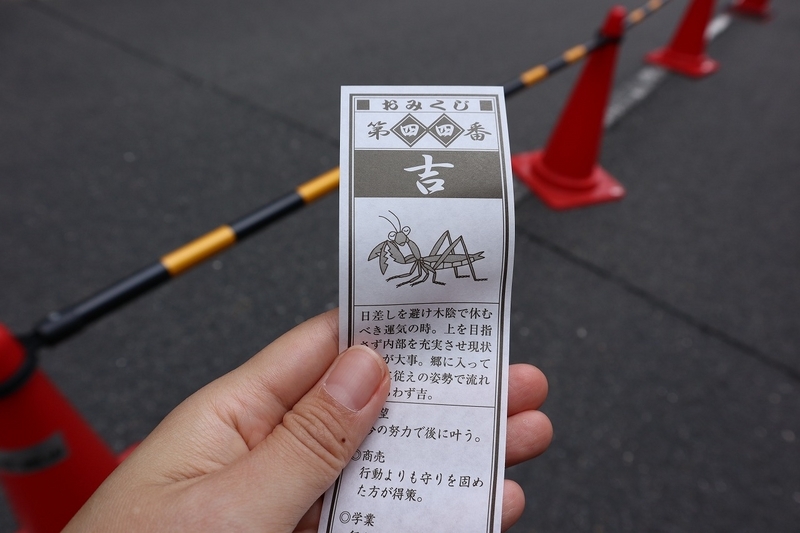 おみくじ
第四四番
吉
日差しを避け木陰で休む
べき運気の時。上を目指
さず内部を充実させ現状
が大事。郷に入って
従えの姿勢で流れ
わず吉。
望
の努力で後に叶う。
◎商売
行動よりも守りを固め
た方が得策。
◎学業